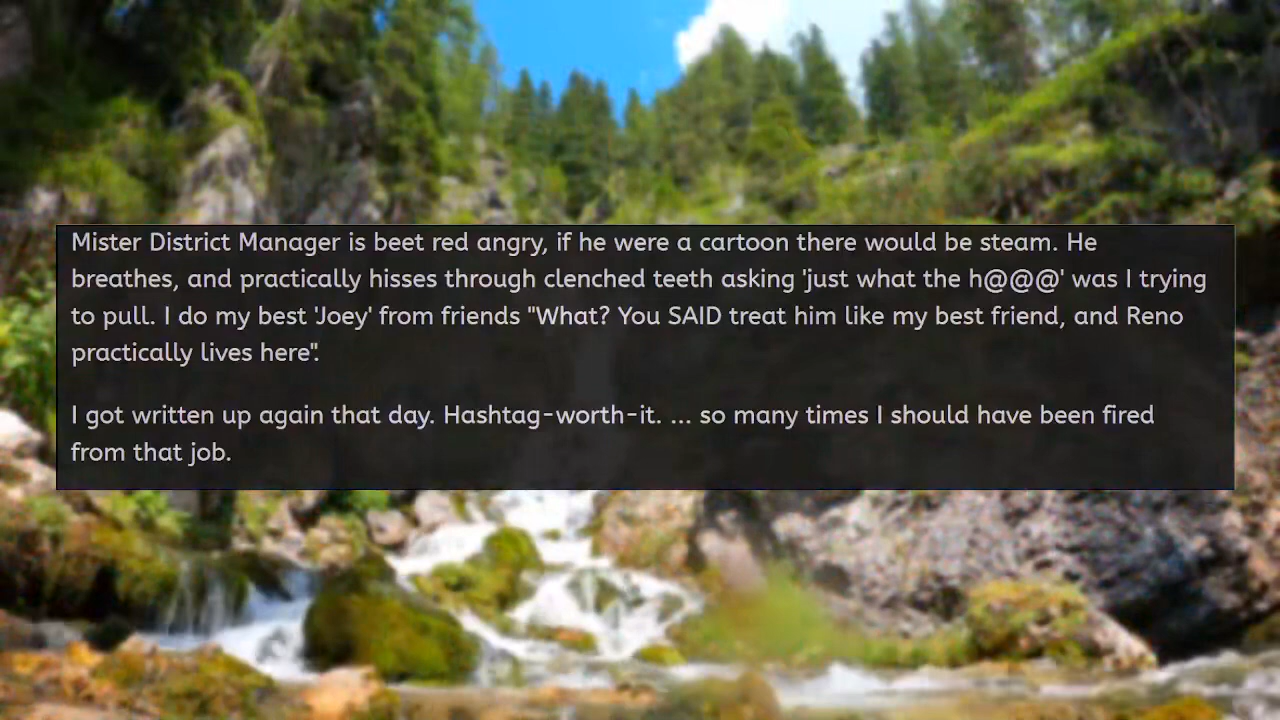 Mister District Manager is beet red angry, if he were a cartoon there would be steam. He
breathes, and practically hisses through clenched teeth asking 'just what the h@@@' was I trying
to pull. I do my best 'Joey' from friends "What? You SAID treat him like my best friend, and Reno
practically lives here".
I got written up again that day. Hashtag-worth-it. ... so many times I should have been fired
from that job.